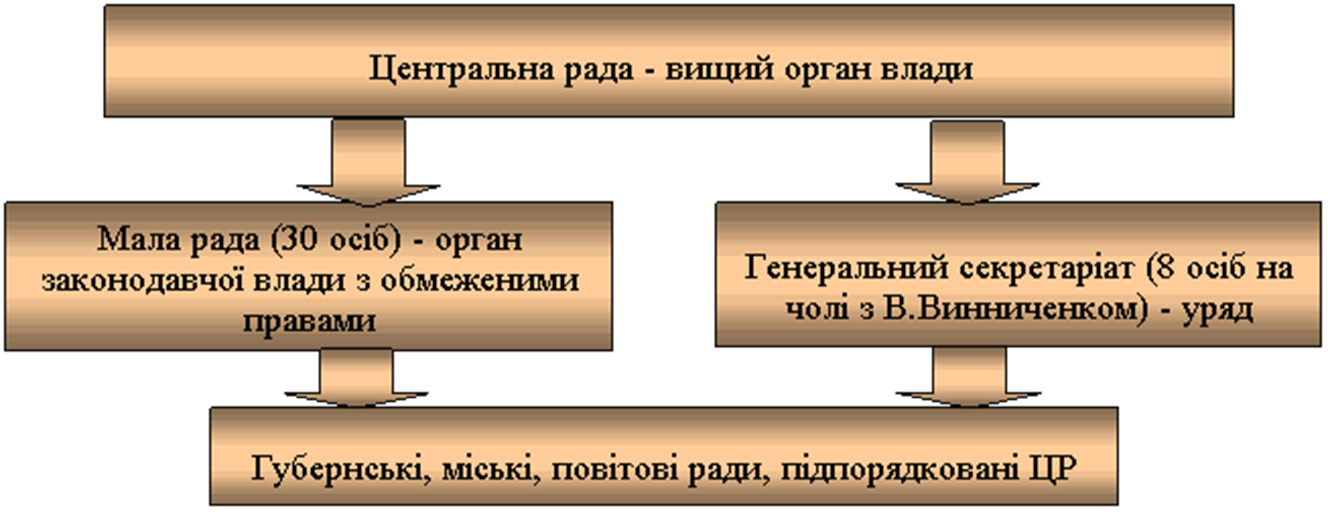 Центральна рада - вищий орган влади
Мала рада (30 осіб) - орган
законодавчої влади з обмеженими
правами
Генеральний секретаріат (8 осіб на
чолі з В.Винниченком) - уряд
Губернські, міські, повітові ради, підпорядковані ЦР